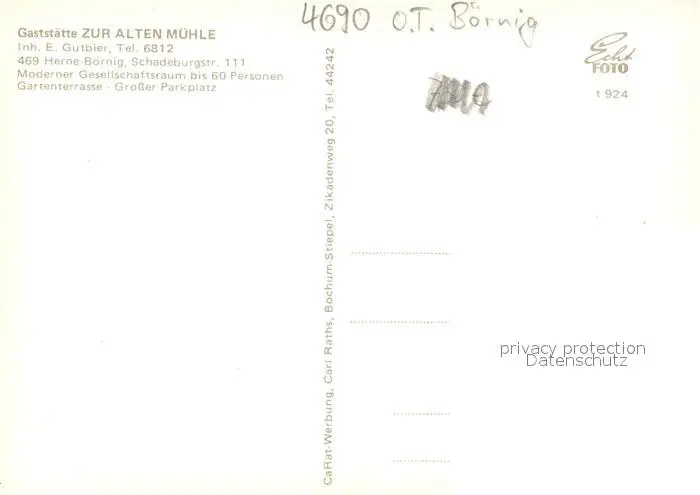 4690 O.T. Börnig
Gaststätte ZUR ALTEN MÜHLE
Inh. E. Gutbier, Tel. 6812
469 Herne-Börnig, Schadeburgstr. 111
Moderner Gesellschaftsraum bis 60 Personen
Gartenterrasse · Großer Parkplatz
Echt
FOTO
t 924
CaRat-Werbung, Carl Raths, Bochum-Stiepel, Zikadenweg 20, Tel. 44242
privacy protection
Datenschutz